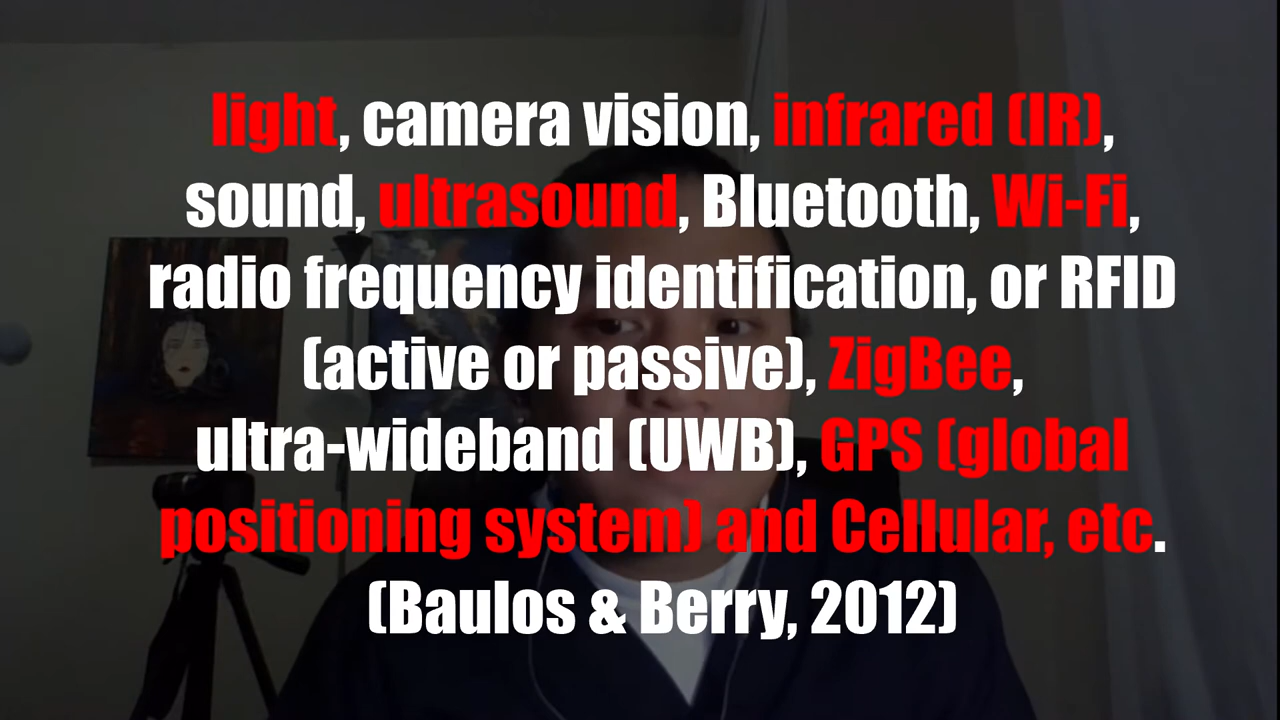 light, camera vision, infrared (IR),
sound, ultrasound, Bluetooth, Wi-Fi,
radio frequency identification, or RFID
(active or passive), ZigBee,
ultra-wideband (UWB), GPS (global
positioning system) and Cellular, etc.
(Baulos & Berry, 2012)